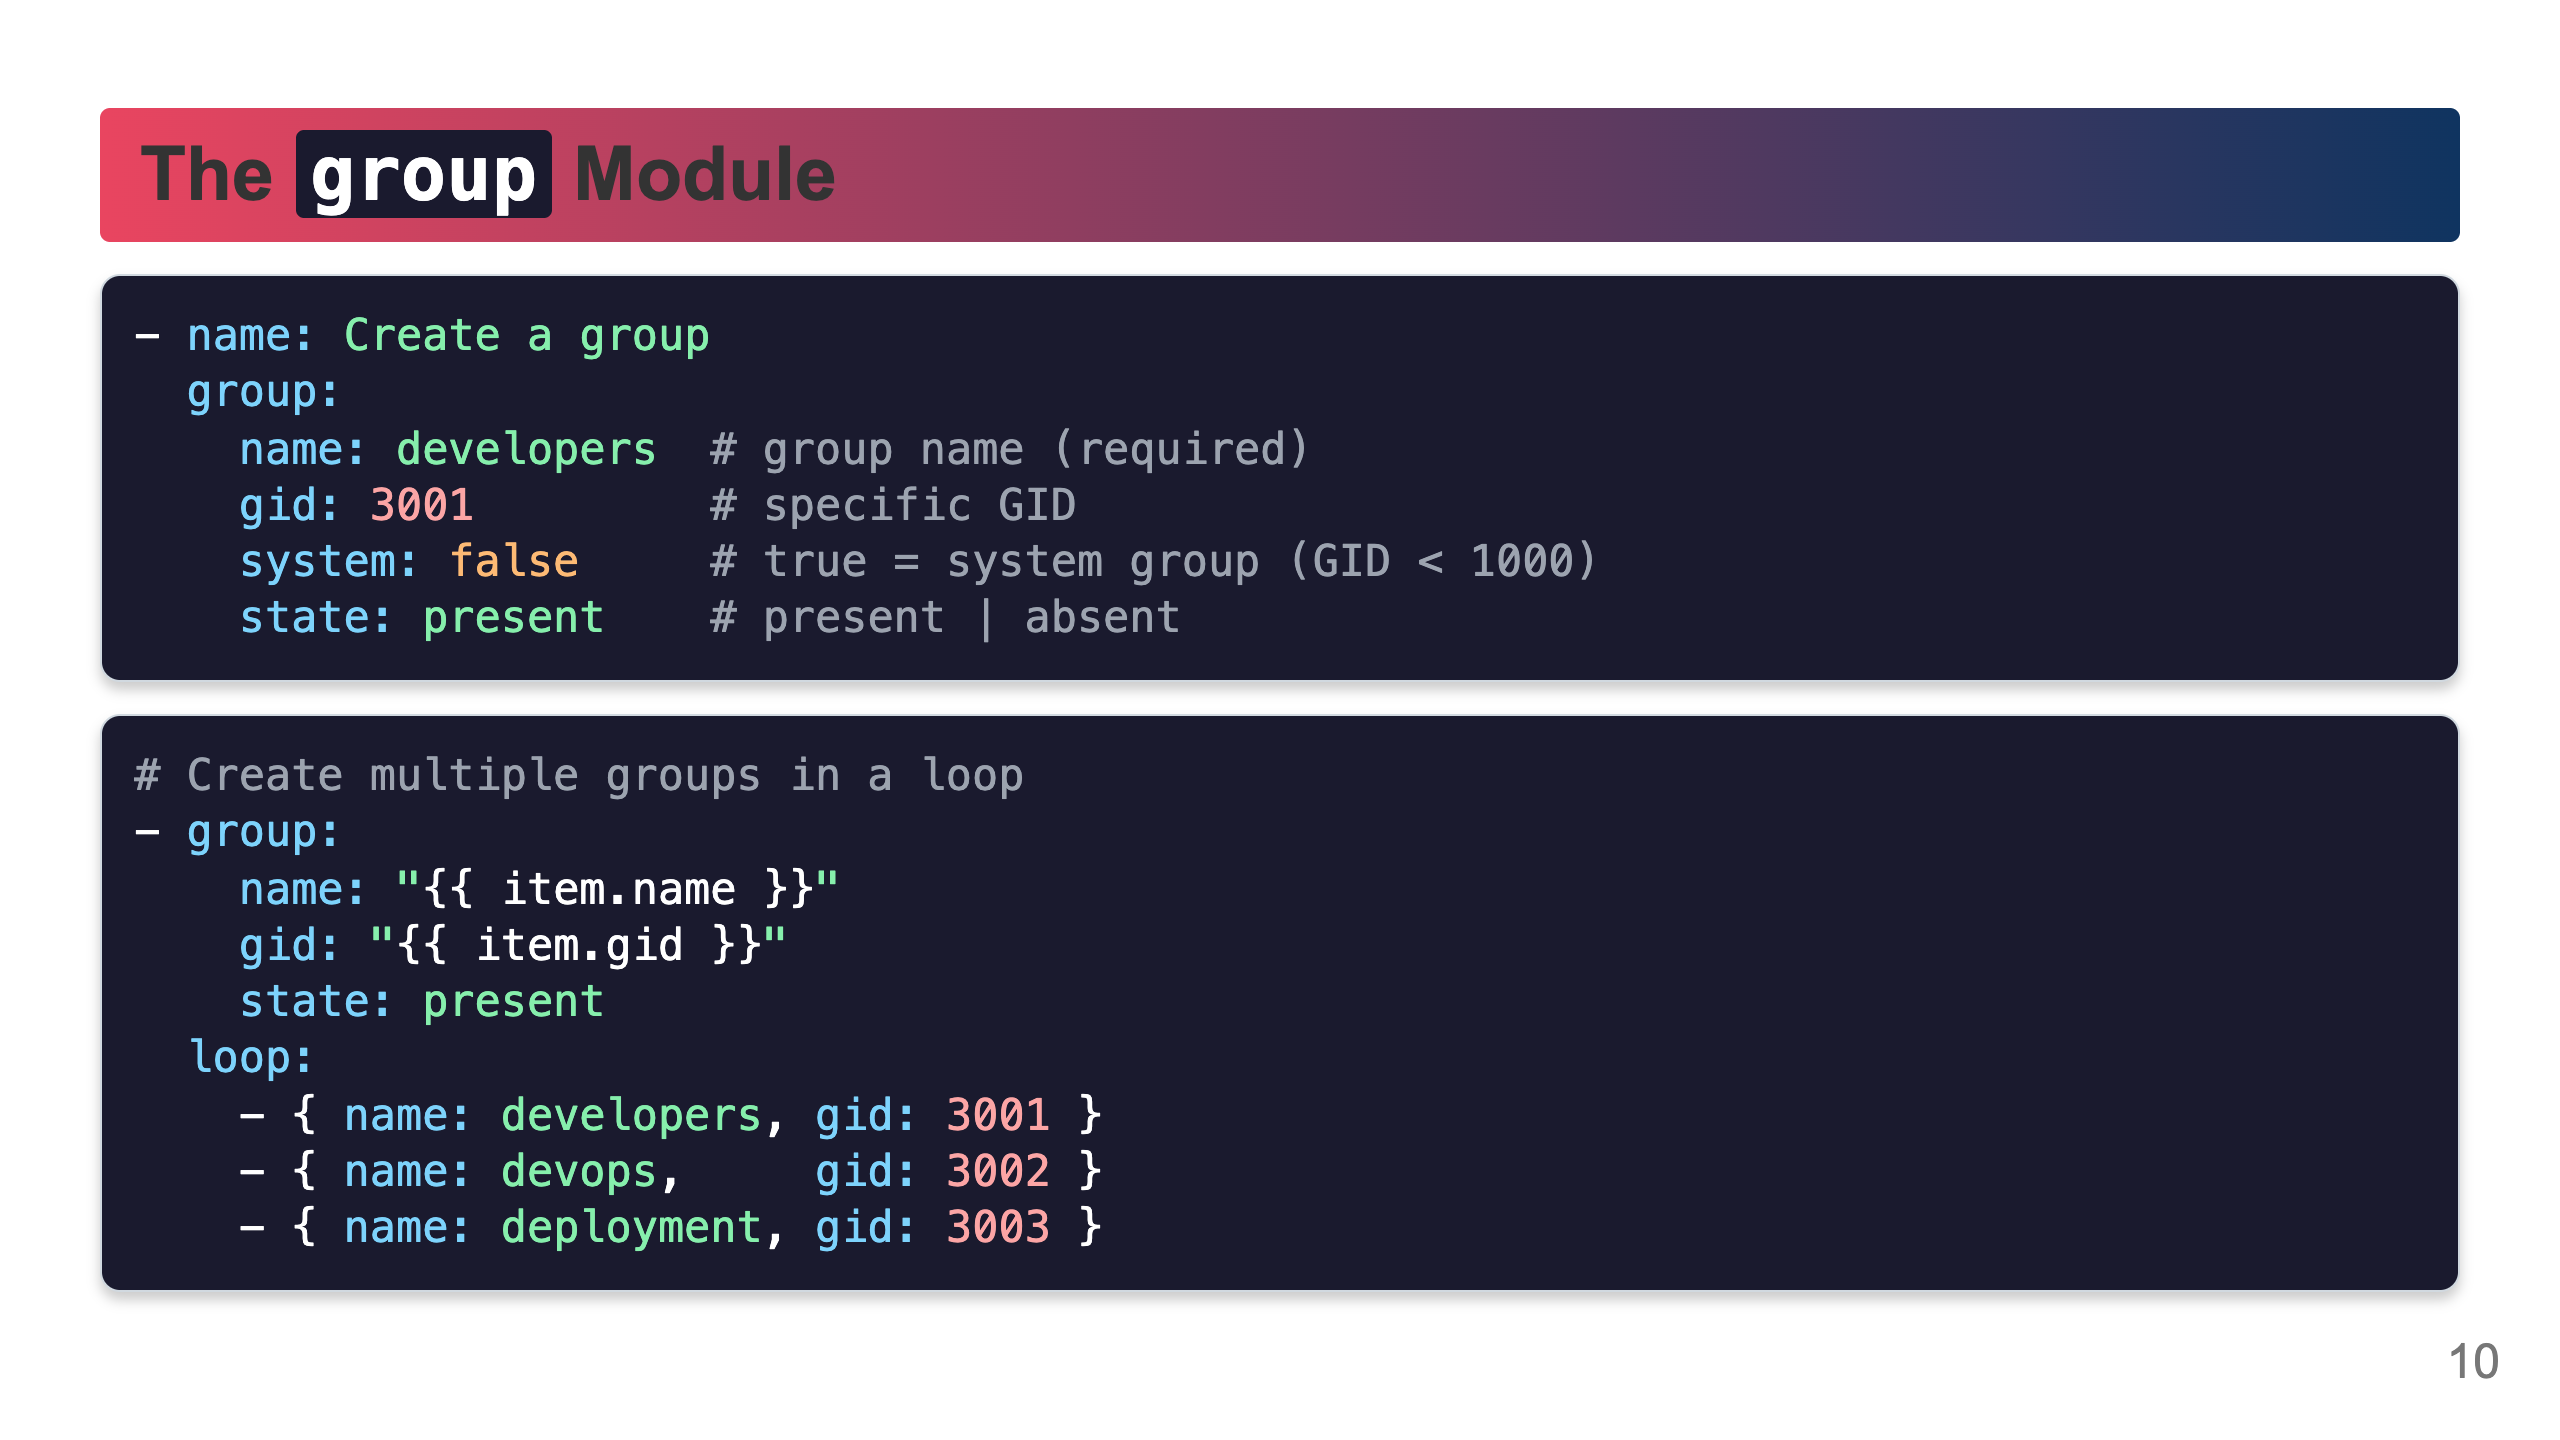 The group Module
- name: Create a group
  group:
    name: developers  # group name (required)
    gid: 3001         # specific GID
    system: false     # true = system group (GID < 1000)
    state: present    # present | absent
# Create multiple groups in a loop
- group:
    name: "{{ item.name }}"
    gid: "{{ item.gid }}"
    state: present
  loop:
    - { name: developers, gid: 3001 }
    - { name: devops,     gid: 3002 }
    - { name: deployment, gid: 3003 }
10